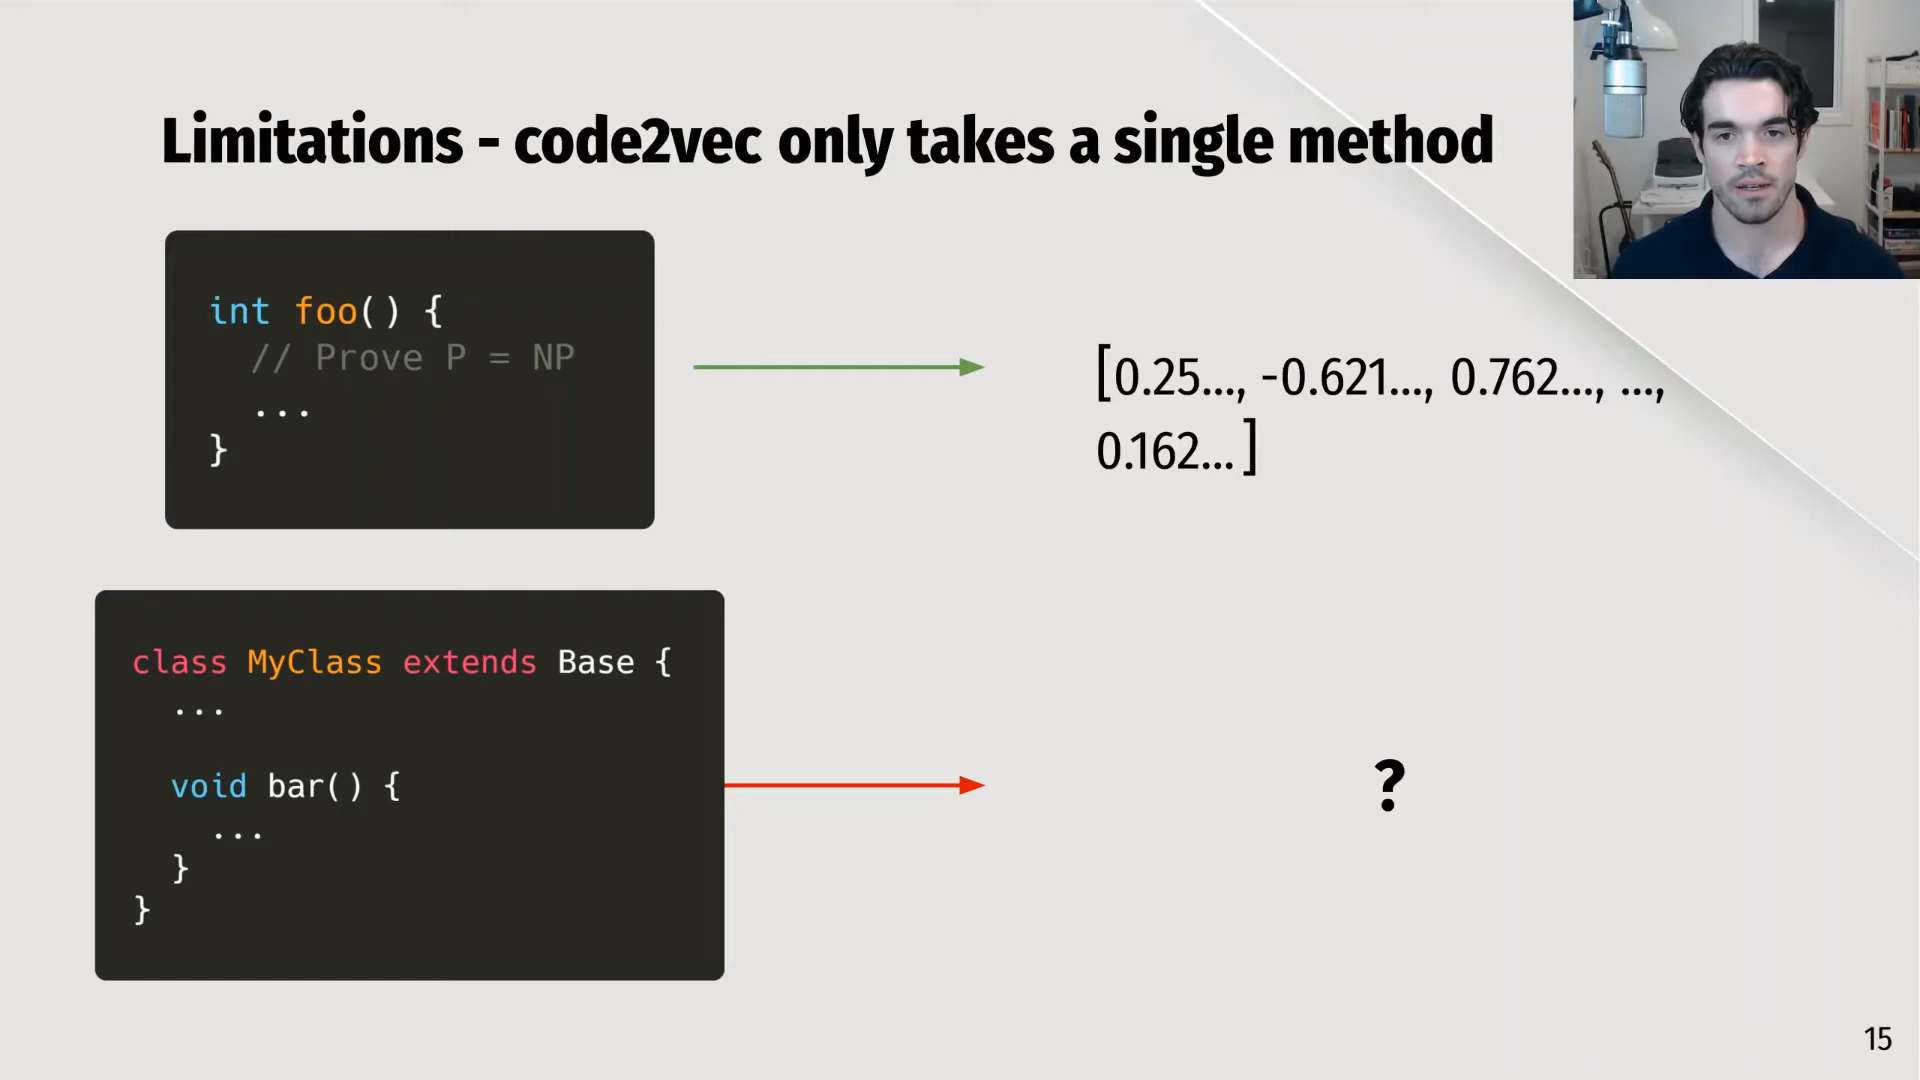 Limitations - code2vec only takes a single method
int foo() {
// Prove P = NP
...
}
[0.25..., -0.621..., 0.762..., ...,
0.162... ]
class MyClass extends Base {
...
void bar() {
...
}
}
?
15